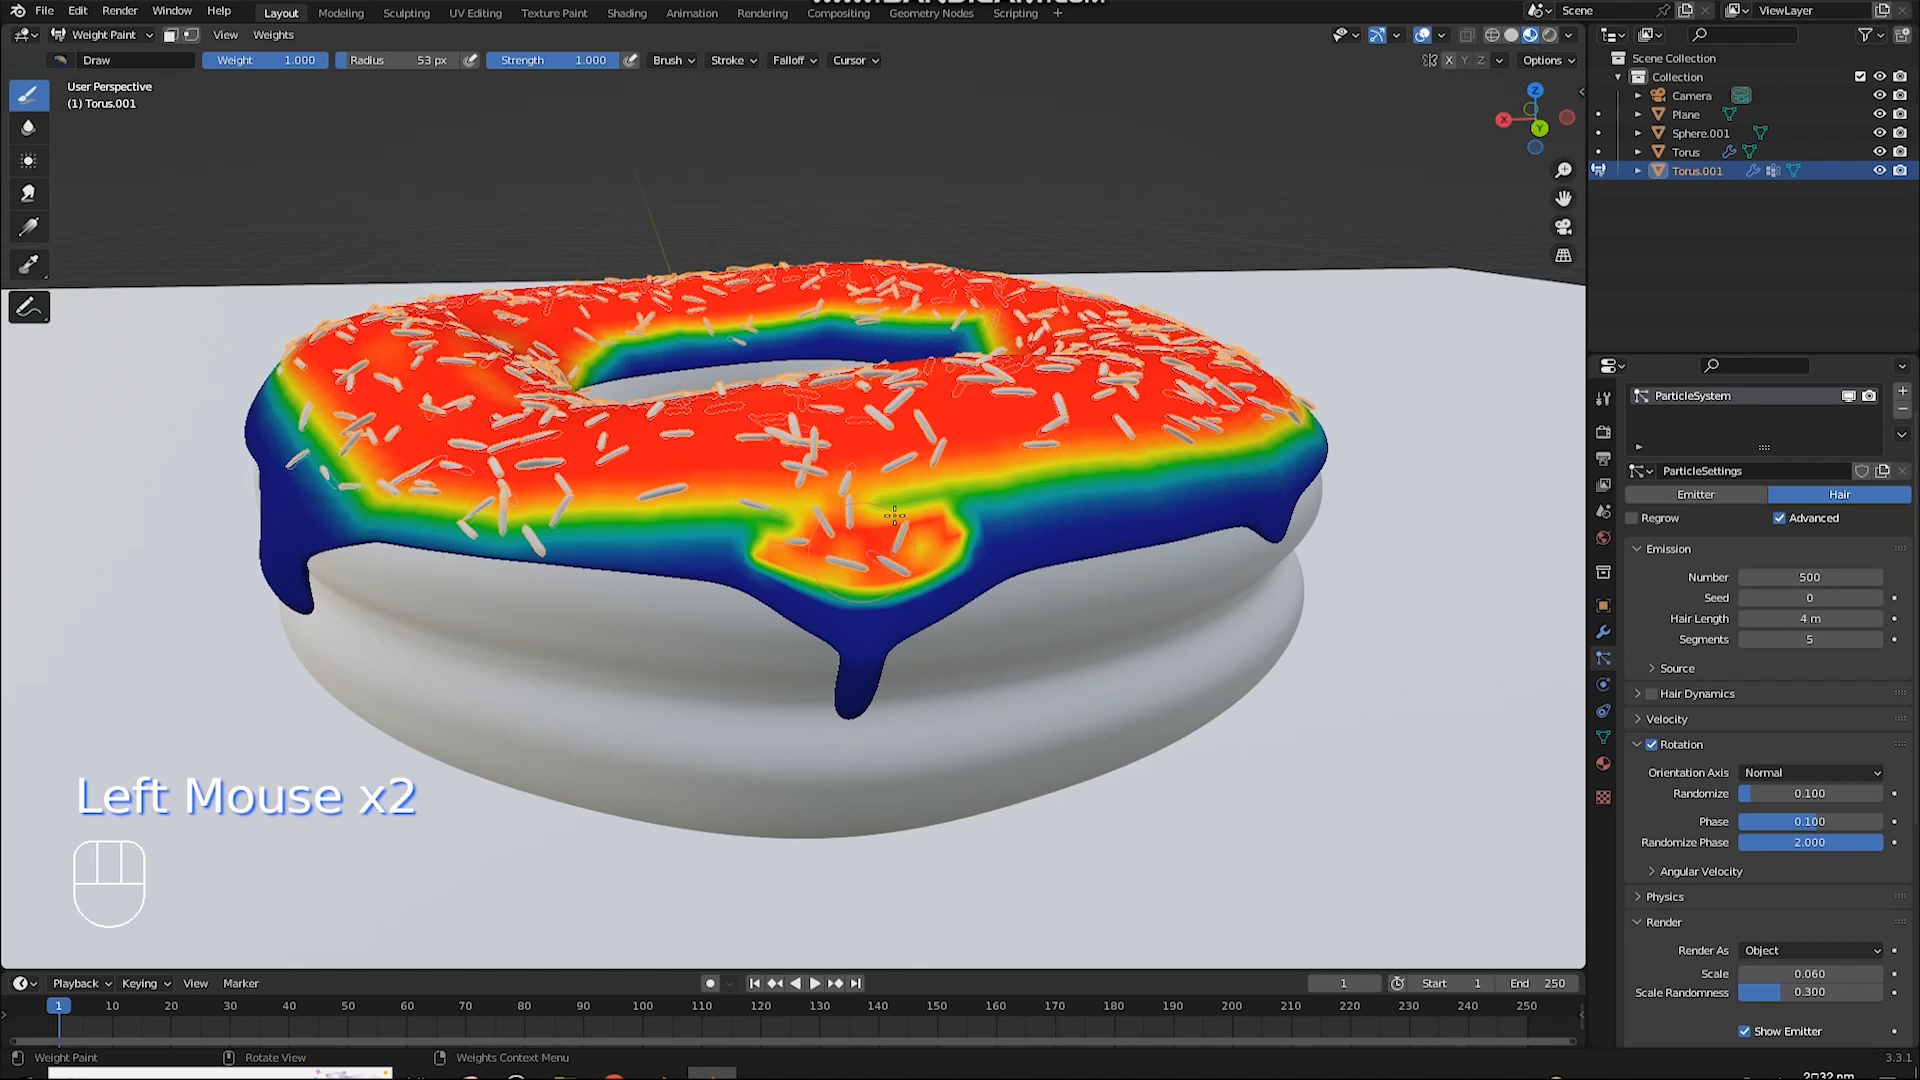 File Edit Render Window Help Layout Modeling Sculpting UV Editing Texture Paint Shading Animation Rendering Compositing Geometry Nodes Scripting + Scene ViewLayer
Weight Paint View Weights
Draw Weight 1.000 Radius 53 px Strength 1.000 Brush Stroke Falloff Cursor X Y Z Options
User Perspective
(1) Torus.001
Z
X
Y
Left Mouse x2
Scene Collection
Collection
Camera
Plane
Sphere.001
Torus
Torus.001
ParticleSystem
ParticleSettings
Emitter Hair
Regrow Advanced
Emission
Number 500
Seed 0
Hair Length 4 m
Segments 5
Source
Hair Dynamics
Velocity
Rotation
Orientation Axis Normal
Randomize 0.100
Phase 0.100
Randomize Phase 2.000
Angular Velocity
Physics
Render
Render As Object
Scale 0.060
Scale Randomness 0.300
Show Emitter
Playback Keying View Marker 1 Start 1 End 250
1 10 20 30 40 50 60 70 80 90 100 110 120 130 140 150 160 170 180 190 200 210 220 230 240 250
Weight Paint Rotate View Weights Context Menu 3.3.1